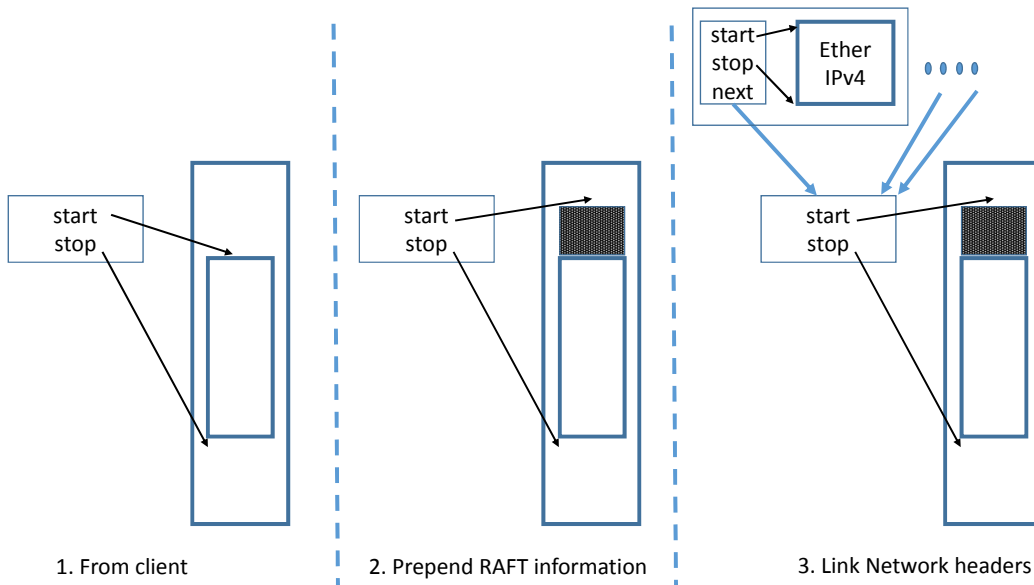 start
stop
1. From client
start
stop
2. Prepend RAFT information
start
stop
next
Ether
IPv4
start
stop
3. Link Network headers